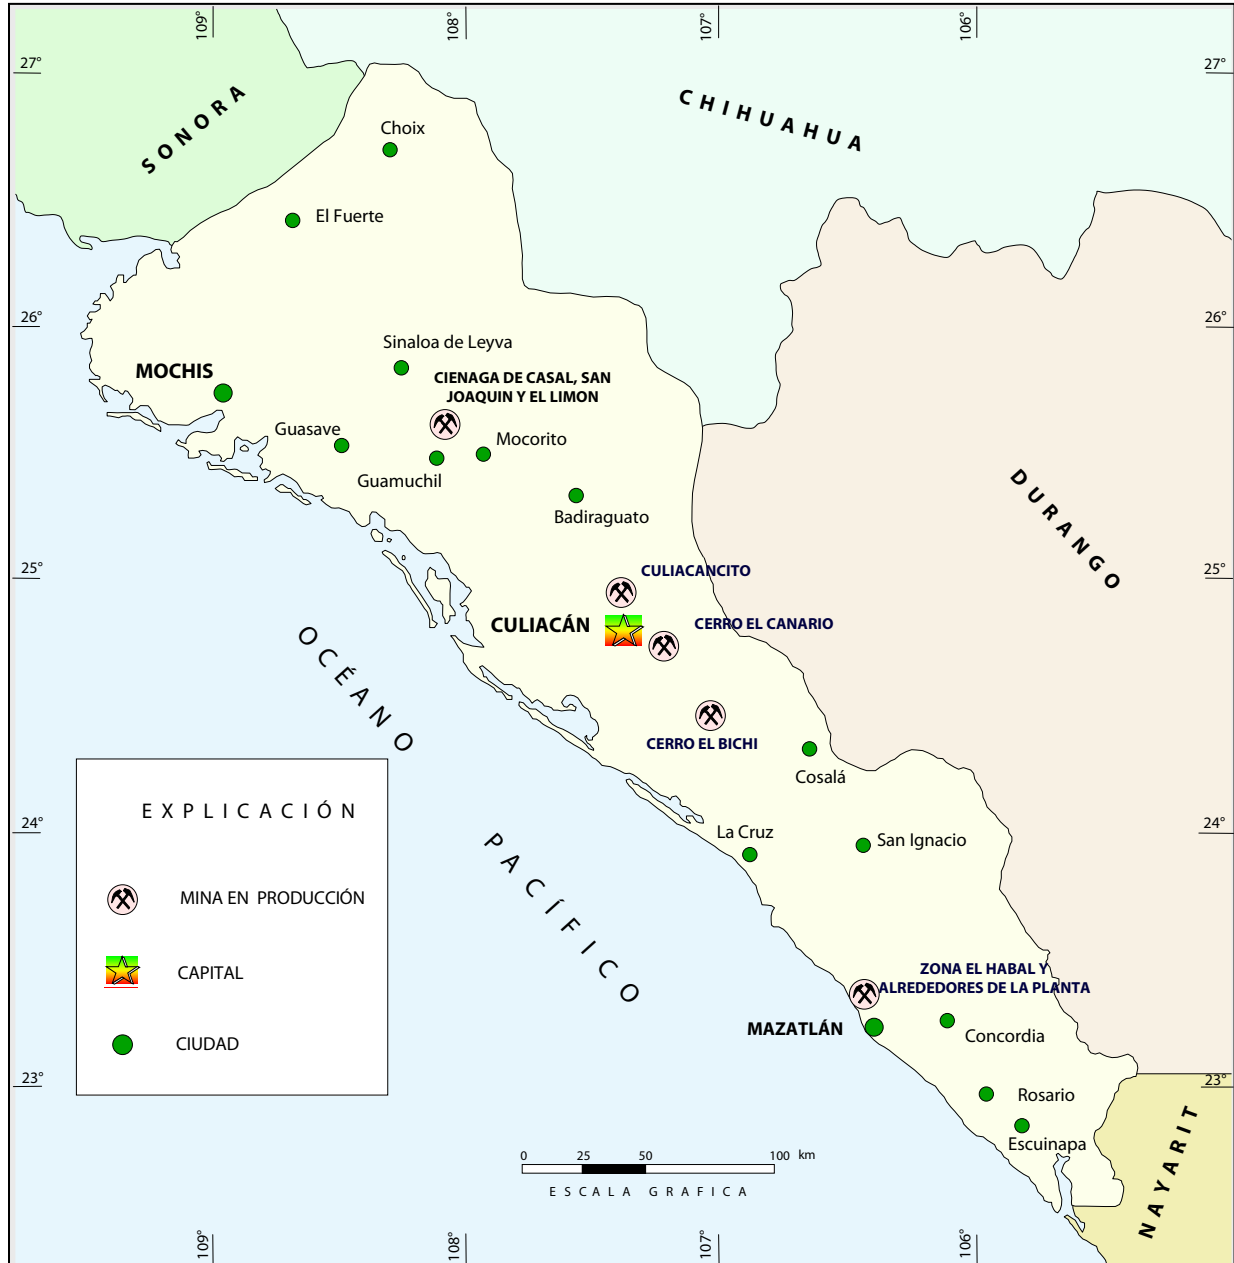 109°
108°
107°
106°
27°
27°
SONORA
CHIHUAHUA
Choix
El Fuerte
26°
26°
Sinaloa de Leyva
MOCHIS
CIENAGA DE CASAL, SAN
JOAQUIN Y EL LIMON
Guasave
Mocorito
Guamuchil
Badiraguato
DURANGO
25°
25°
CULIACANCITO
CULIACÁN
CERRO EL CANARIO
OCÉANO
CERRO EL BICHI
Cosalá
24°
24°
La Cruz
San Ignacio
PACÍFICO
EXPLICACIÓN
MINA EN PRODUCCIÓN
CAPITAL
CIUDAD
ZONA EL HABAL Y
ALREDEDORES DE LA PLANTA
MAZATLÁN
Concordia
23°
23°
Rosario
Escuinapa
NAYARIT
0 25 50 100 km
ESCALA GRAFICA
109°
108°
107°
106°